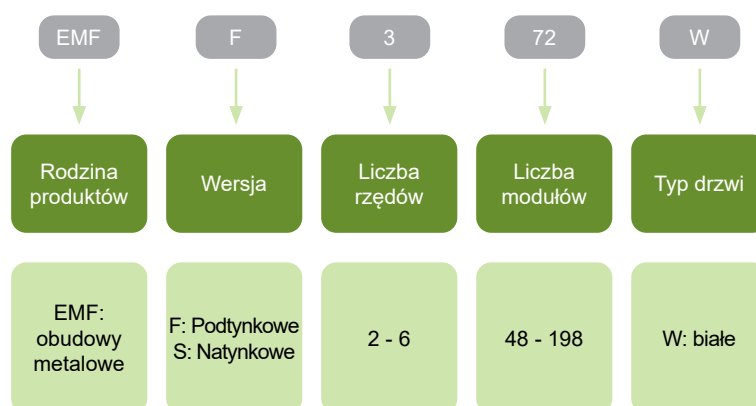 EMF
F
3
72
W
Rodzina
produktów
Wersja
Liczba
rzędów
Liczba
modułów
Typ drzwi
EMF:
obudowy
metalowe
F: Podtynkowe
S: Natynkowe
2 - 6
48 - 198
W: białe